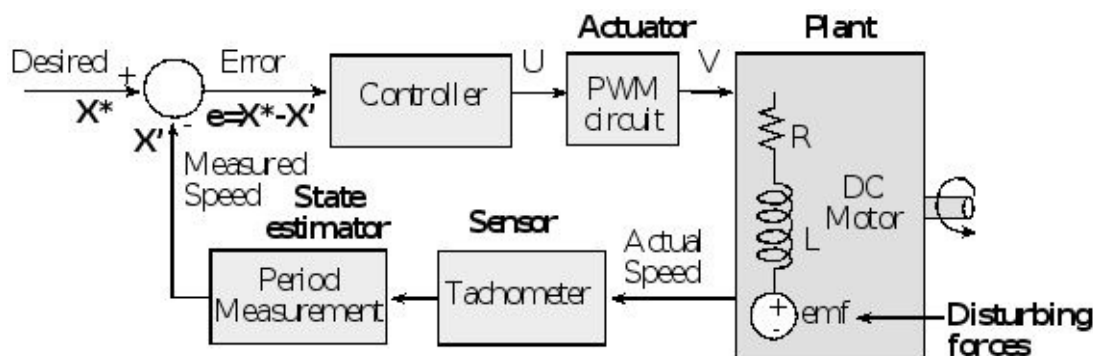 Actuator
Plant
Desired
+
Error
U
V
Controller
PWM
circuit
X*
-
e=X*-X'
X'
R
Measured
Speed
DC
Motor
State
estimator
Sensor
Actual
Speed
L
Period
Measurement
Tachometer
+
-
emf
Disturbing
forces